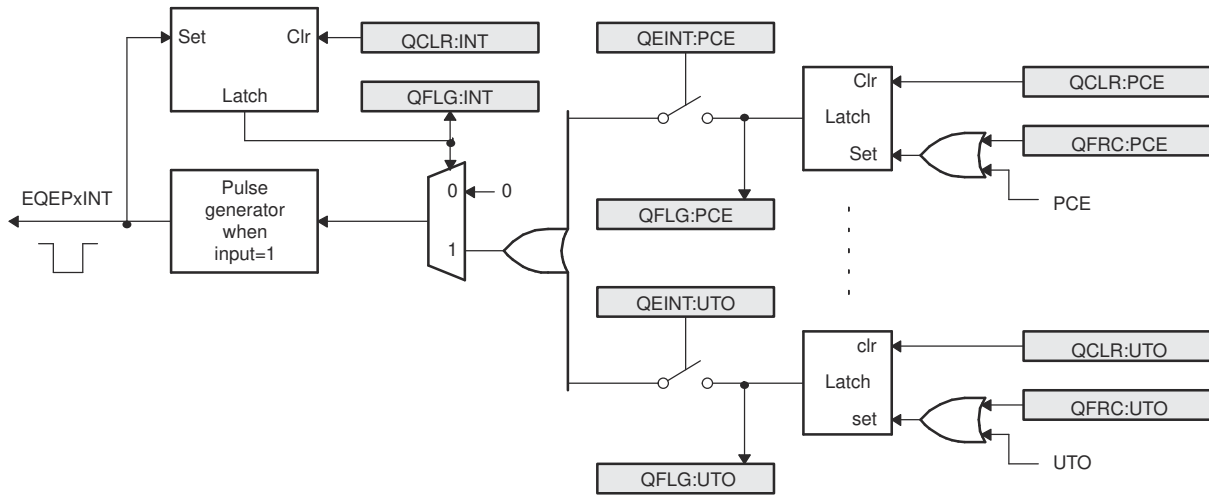 Set
Clr
Latch
QCLR:INT
QFLG:INT
EQEPxINT
Pulse
generator
when
input=1
0
0
1
QEINT:PCE
QFLG:PCE
Clr
Latch
Set
QCLR:PCE
QFRC:PCE
PCE
QEINT:UTO
QFLG:UTO
clr
Latch
set
QCLR:UTO
QFRC:UTO
UTO